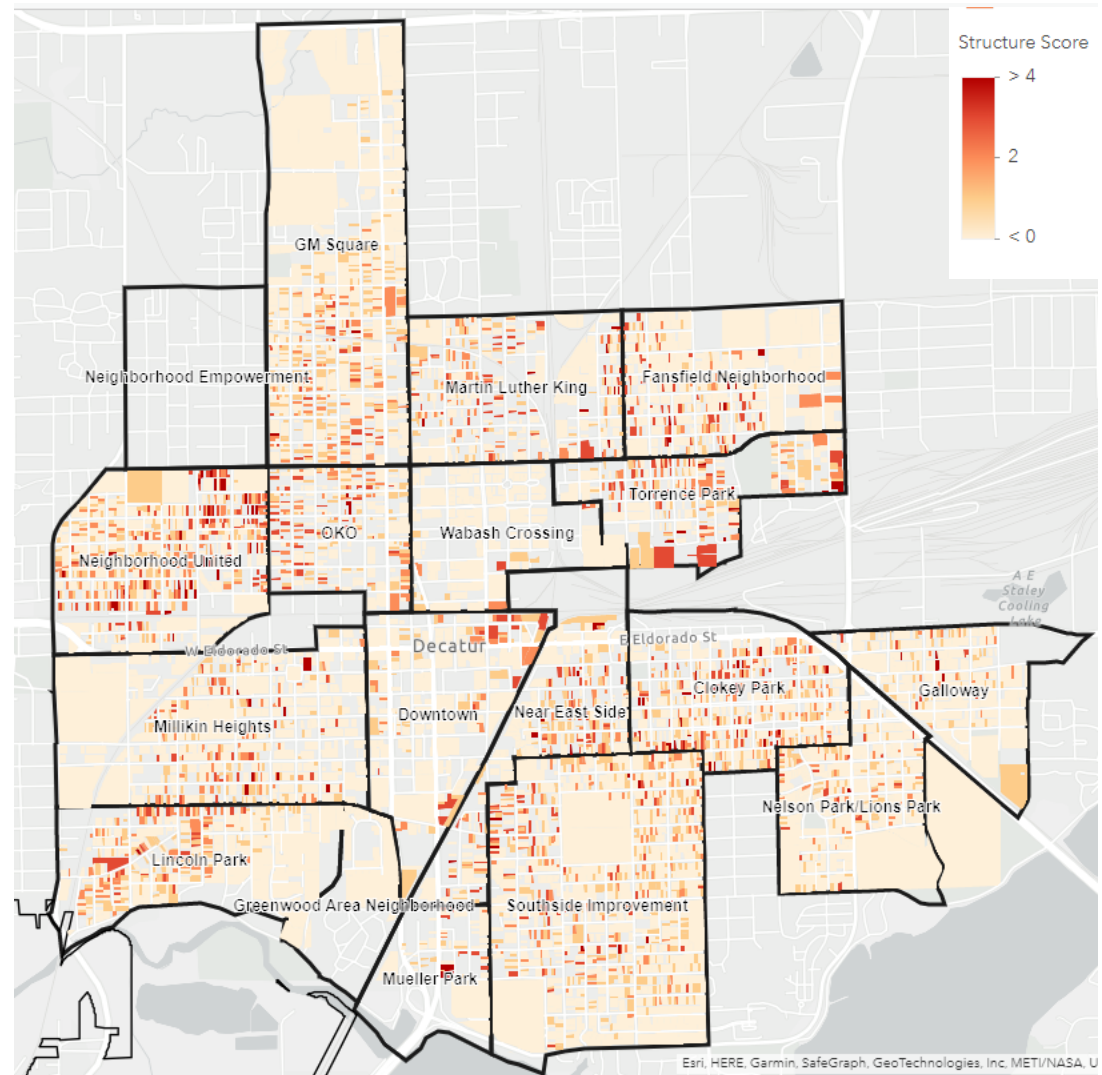 Structure Score
> 4
2
< 0
GM Square
Neighborhood Empowerment
Martin Luther King
Fansfield Neighborhood
Torrence Park
OKO
Wabash Crossing
Neighborhood United
A E
Staley
Cooling
Lake
E Eldorado St
Decatur
W Eldorado St
Clokey Park
Galloway
Downtown
Near East Side
Millikin Heights
Nelson Park/Lions Park
Lincoln Park
Greenwood Area Neighborhood
Southside Improvement
Mueller Park
Esri, HERE, Garmin, SafeGraph, GeoTechnologies, Inc, METI/NASA, U